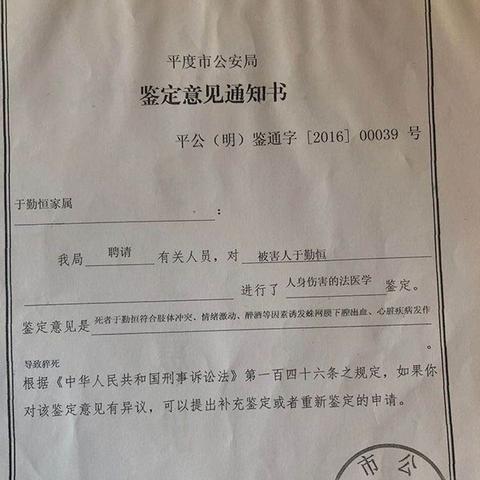 平度市公安局
鉴定意见通知书
平公（明）鉴通字 [2016] 00039 号
于勤恒家属：
我局 聘请 有关人员，对 被害人于勤恒
进行了 人身伤害的法医学 鉴定。
鉴定意见是 死者于勤恒符合肢体冲突、情绪激动、醉酒等因素诱发蛛网膜下腔出血、心脏疾病发作
导致猝死。
根据《中华人民共和国刑事诉讼法》第一百四十六条之规定，如果你
对该鉴定意见有异议，可以提出补充鉴定或者重新鉴定的申请。
市公